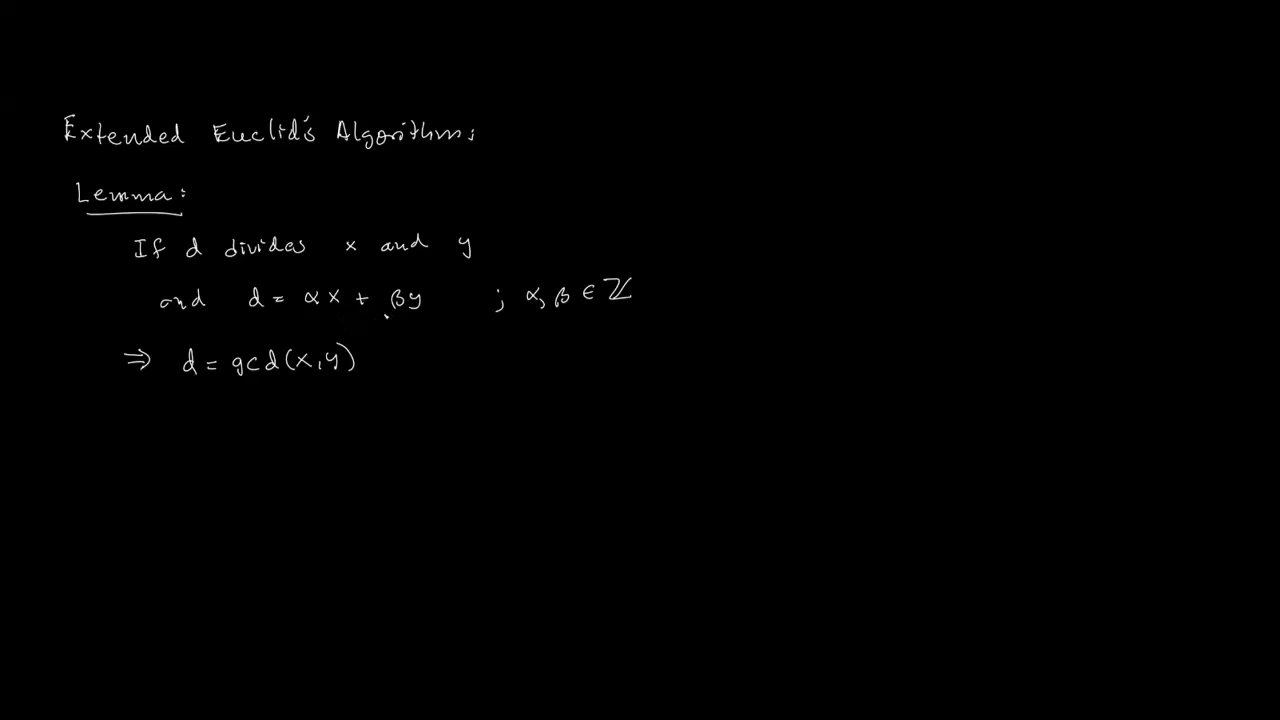 Extended Euclid's Algorithm:
Lemma:
If d divides x and y
and d = αx + βy ; α, β ∈ ℤ
⇒ d = gcd(x,y)